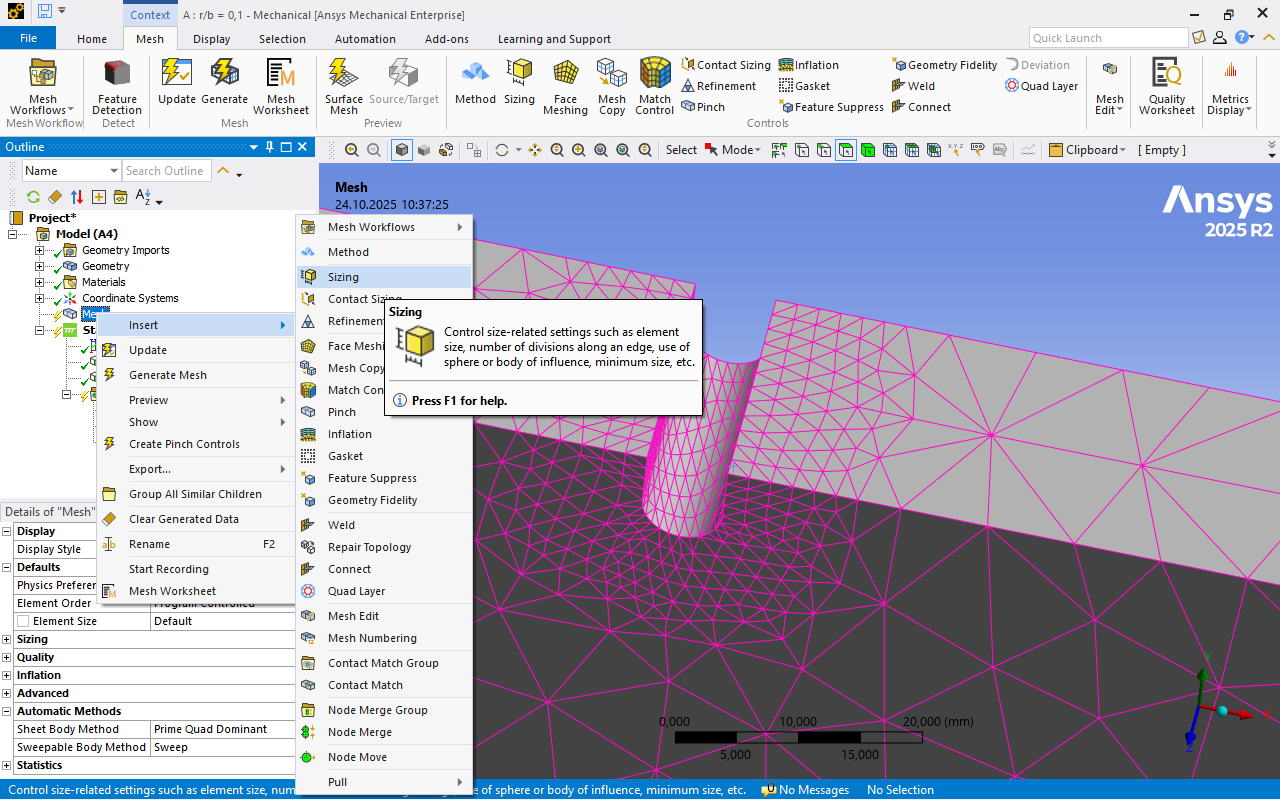 Context
A : r/b = 0,1 - Mechanical [Ansys Mechanical Enterprise]
File
Home
Mesh
Display
Selection
Automation
Add-ons
Learning and Support
Quick Launch
Mesh Workflows
Mesh Workflow
Feature Detection
Detect
Update
Generate
Mesh Worksheet
Mesh
Surface Mesh
Source/Target
Preview
Method
Sizing
Face Meshing
Mesh Copy
Match Control
Contact Sizing
Refinement
Pinch
Inflation
Gasket
Feature Suppress
Geometry Fidelity
Weld
Connect
Deviation
Quad Layer
Controls
Mesh Edit
Quality Worksheet
Metrics Display
Outline
Name
Search Outline
Select
Mode
Clipboard
[ Empty ]
Project*
Model (A4)
Geometry Imports
Geometry
Materials
Coordinate Systems
Mesh
St
Insert
Update
Generate Mesh
Preview
Show
Create Pinch Controls
Export...
Group All Similar Children
Clear Generated Data
Rename F2
Start Recording
Mesh Worksheet
Mesh Workflows
Method
Sizing
Contact Sizing
Refinemen
Face Meshi
Mesh Copy
Match Con
Pinch
Inflation
Gasket
Feature Suppress
Geometry Fidelity
Weld
Repair Topology
Connect
Quad Layer
Mesh Edit
Mesh Numbering
Contact Match Group
Contact Match
Node Merge Group
Node Merge
Node Move
Pull
Sizing
Control size-related settings such as element
size, number of divisions along an edge, use of
sphere or body of influence, minimum size, etc.
Press F1 for help.
Mesh
24.10.2025 10:37:25
Ansys
2025 R2
0,000 10,000 20,000 (mm)
5,000 15,000
Y
X
Z
Details of "Mesh"
Display
Display Style
Defaults
Physics Preferen
Element Order Program Controlled
Element Size Default
Sizing
Quality
Inflation
Advanced
Automatic Methods
Sheet Body Method Prime Quad Dominant
Sweepable Body Method Sweep
Statistics
Control size-related settings such as element size, num
e of sphere or body of influence, minimum size, etc.
0 No Messages
No Selection